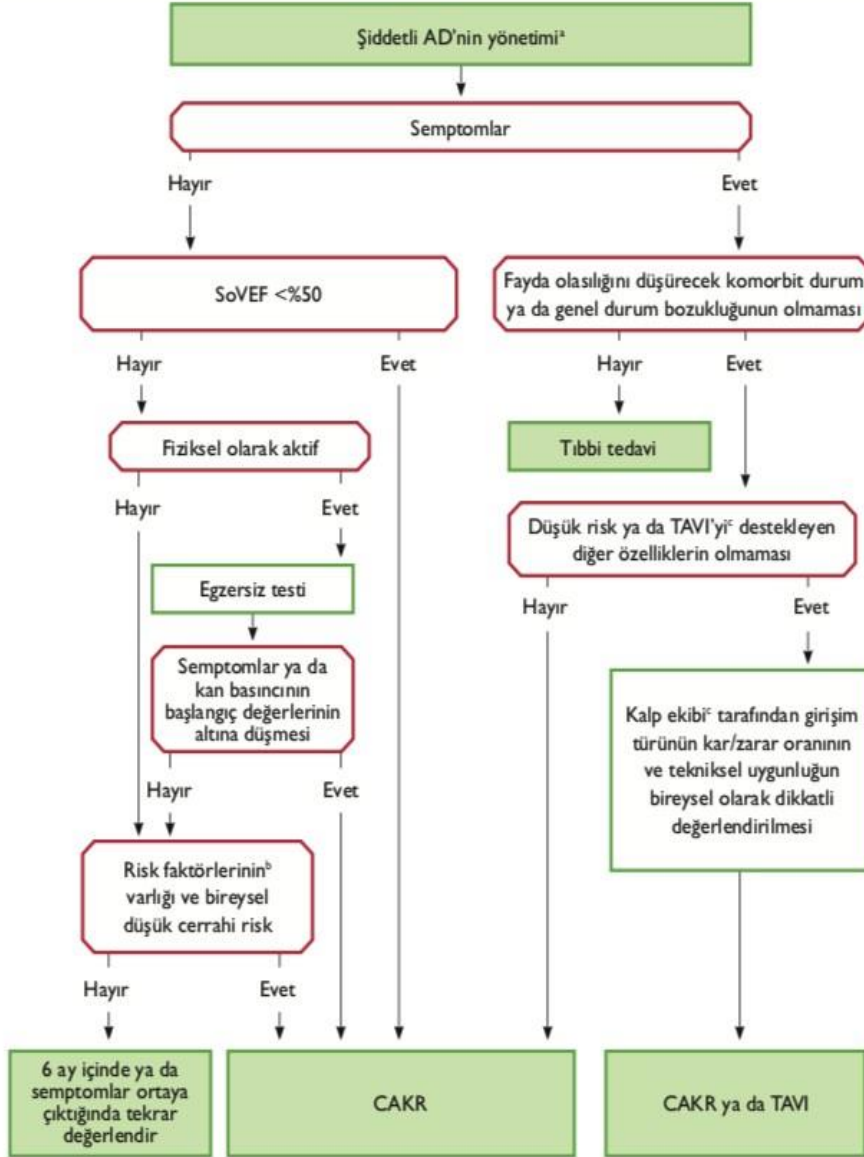 Şiddetli AD'nin yönetimiᵃ
Semptomlar
Hayır
Evet
SoVEF <%50
Fayda olasılığını düşürecek komorbit durum
ya da genel durum bozukluğunun olmaması
Hayır
Evet
Hayır
Evet
Fiziksel olarak aktif
Tıbbi tedavi
Hayır
Evet
Düşük risk ya da TAVI'yiᶜ destekleyen
diğer özelliklerin olmaması
Egzersiz testi
Hayır
Evet
Semptomlar ya da
kan basıncının
başlangıç değerlerinin
altına düşmesi
Kalp ekibiᶜ tarafından girişim
türünün kar/zarar oranının
ve tekniksel uygunluğun
bireysel olarak dikkatli
değerlendirilmesi
Hayır
Evet
Risk faktörlerininᵇ
varlığı ve bireysel
düşük cerrahi risk
Hayır
Evet
6 ay içinde ya da
semptomlar ortaya
çıktığında tekrar
değerlendir
CAKR
CAKR ya da TAVI